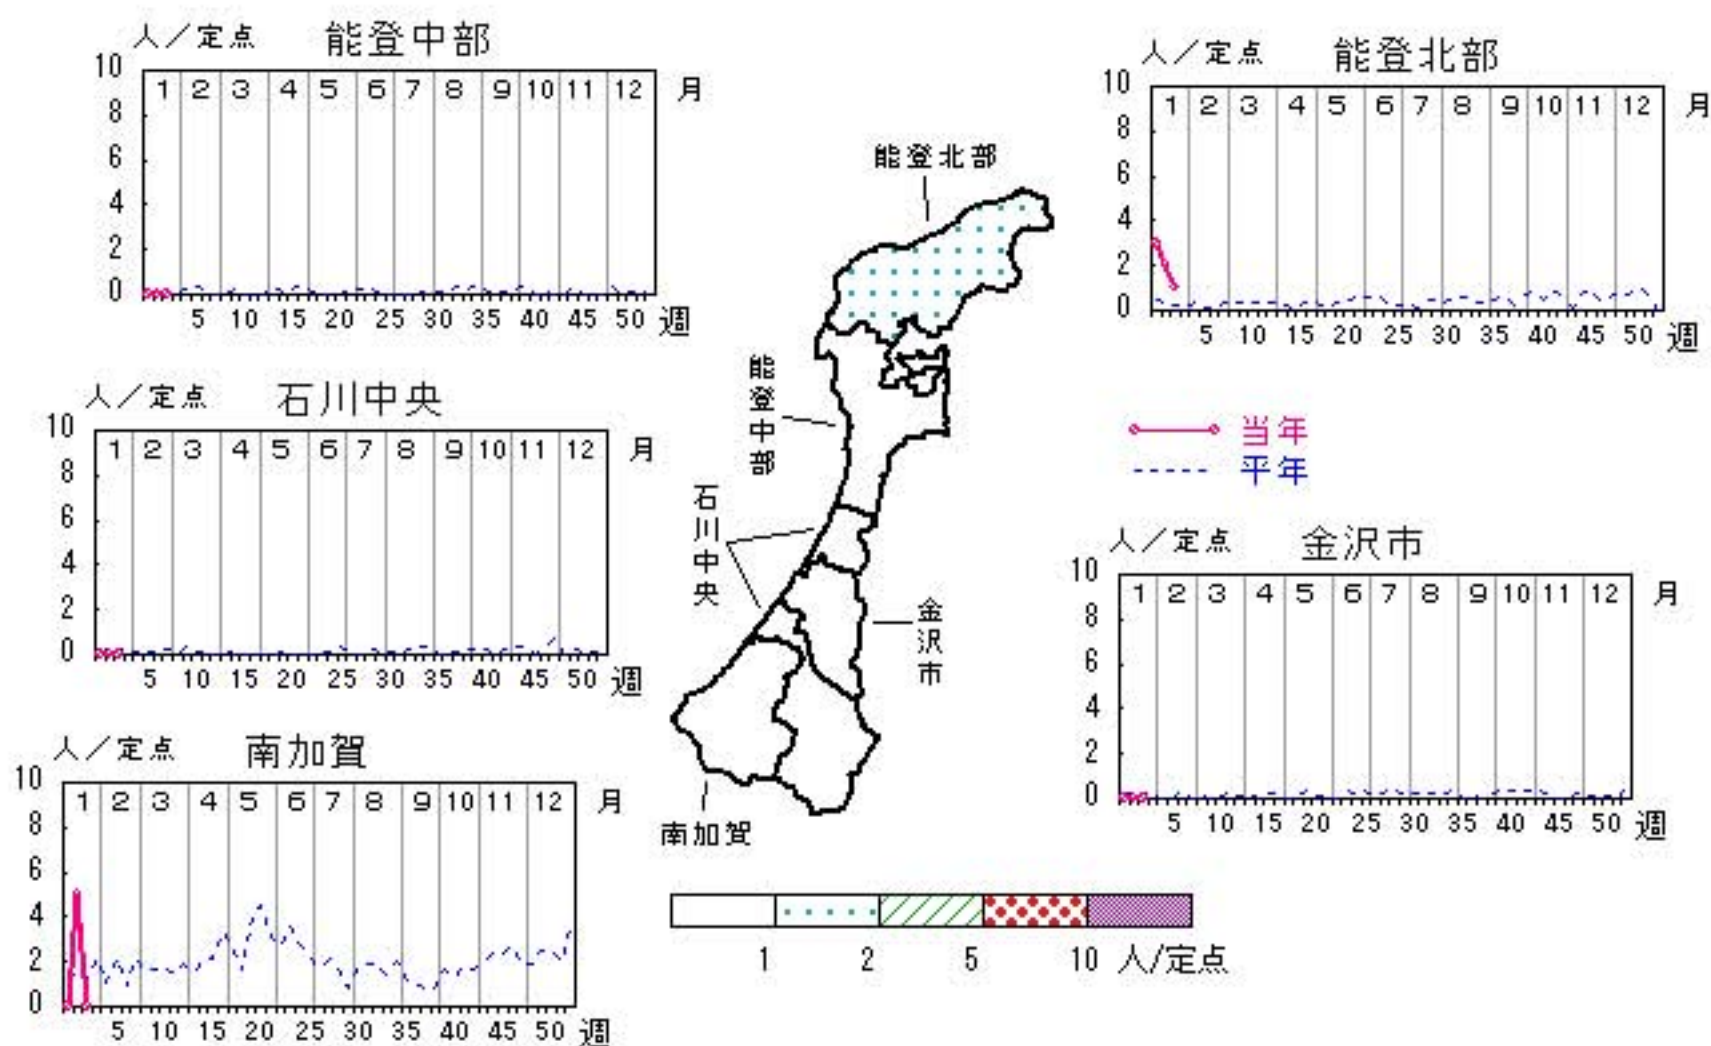 人／定点 能登中部
10 8 6 4 2 0
1 2 3 4 5 6 7 8 9 10 11 12 月
5 10 15 20 25 30 35 40 45 50 週
人／定点 能登北部
10 8 6 4 2 0
1 2 3 4 5 6 7 8 9 10 11 12 月
5 10 15 20 25 30 35 40 45 50 週
人／定点 石川中央
10 8 6 4 2 0
1 2 3 4 5 6 7 8 9 10 11 12 月
5 10 15 20 25 30 35 40 45 50 週
能登北部
能登中部
石川中央
金沢市
南加賀
当年
平年
人／定点 金沢市
10 8 6 4 2 0
1 2 3 4 5 6 7 8 9 10 11 12 月
5 10 15 20 25 30 35 40 45 50 週
人／定点 南加賀
10 8 6 4 2 0
1 2 3 4 5 6 7 8 9 10 11 12 月
5 10 15 20 25 30 35 40 45 50 週
1 2 5 10 人/定点